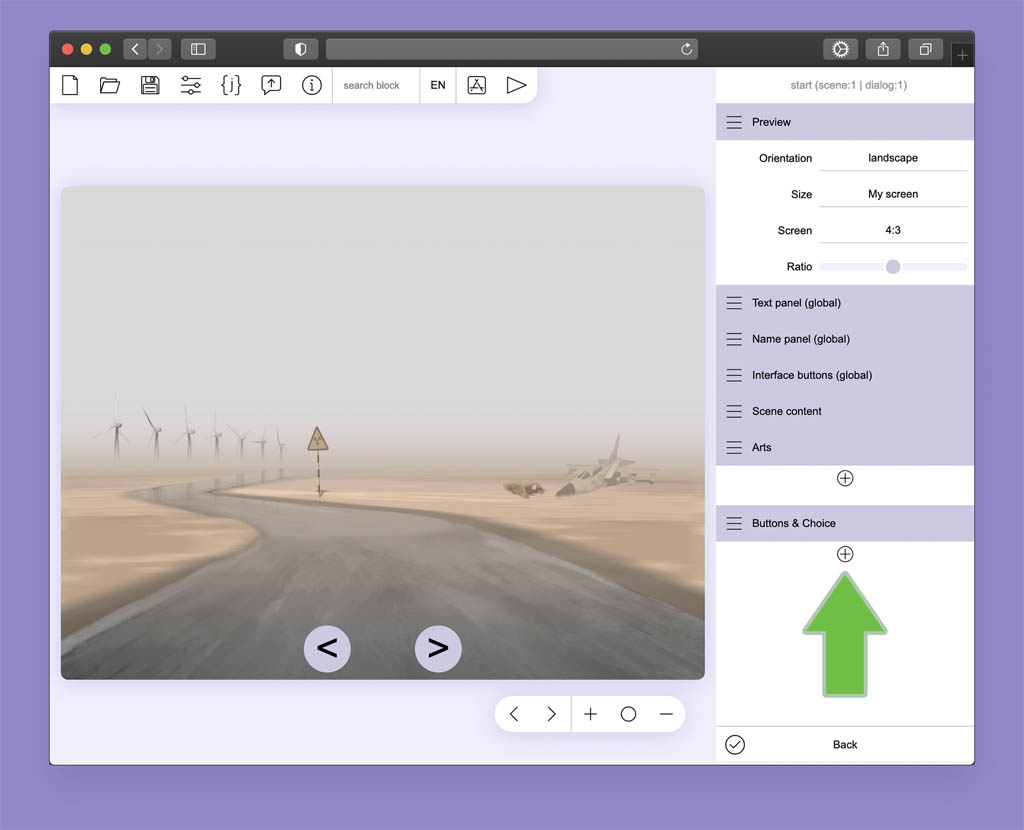 {j}
search block
EN
start (scene:1 | dialog:1)
Preview
Orientation landscape
Size My screen
Screen 4:3
Ratio
Text panel (global)
Name panel (global)
Interface buttons (global)
Scene content
Arts
Buttons & Choice
< >
Back